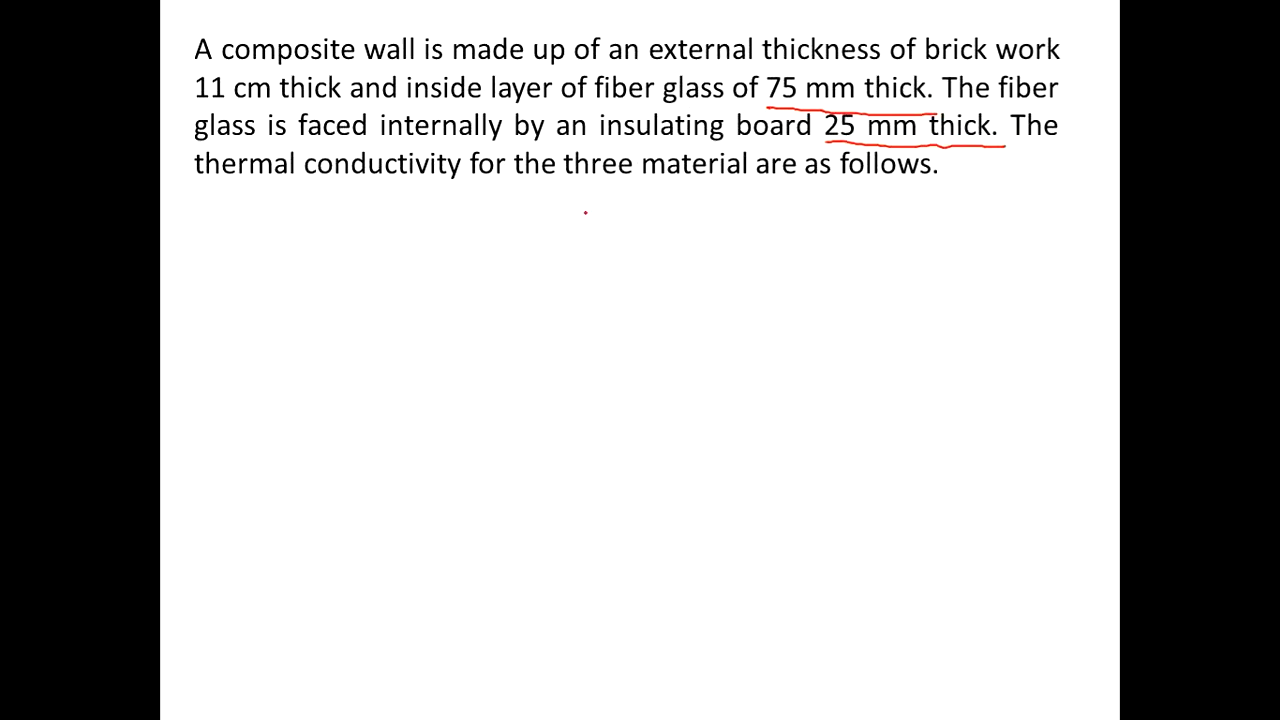 A composite wall is made up of an external thickness of brick work
11 cm thick and inside layer of fiber glass of 75 mm thick. The fiber
glass is faced internally by an insulating board 25 mm thick. The
thermal conductivity for the three material are as follows.